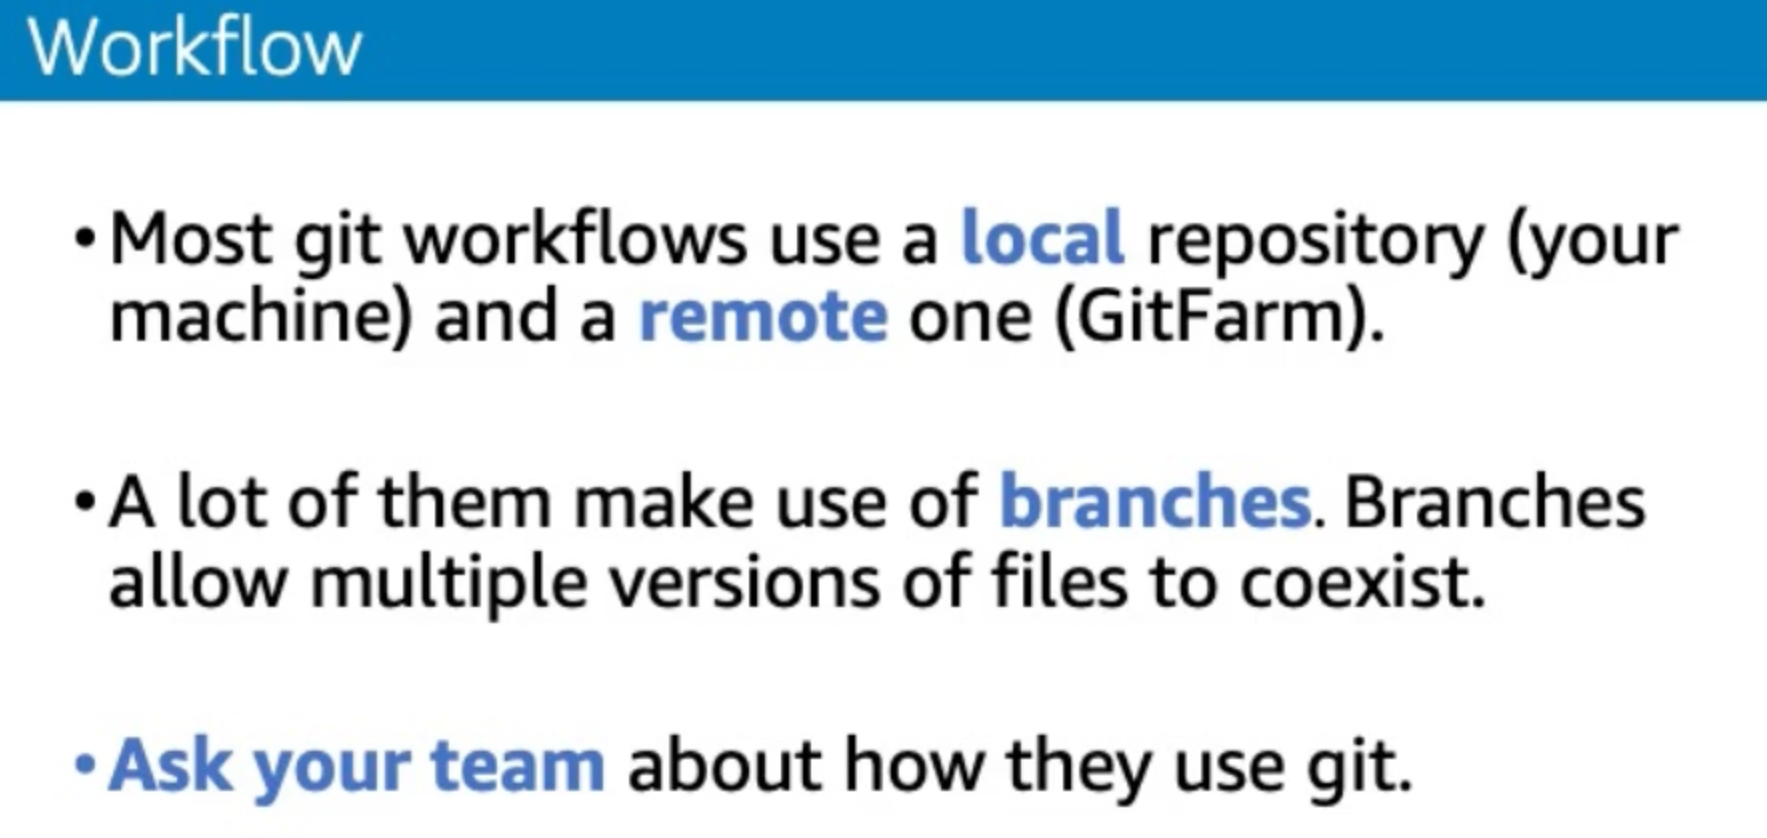 Workflow
•Most git workflows use a local repository (your
machine) and a remote one (GitFarm).
•A lot of them make use of branches. Branches
allow multiple versions of files to coexist.
•Ask your team about how they use git.